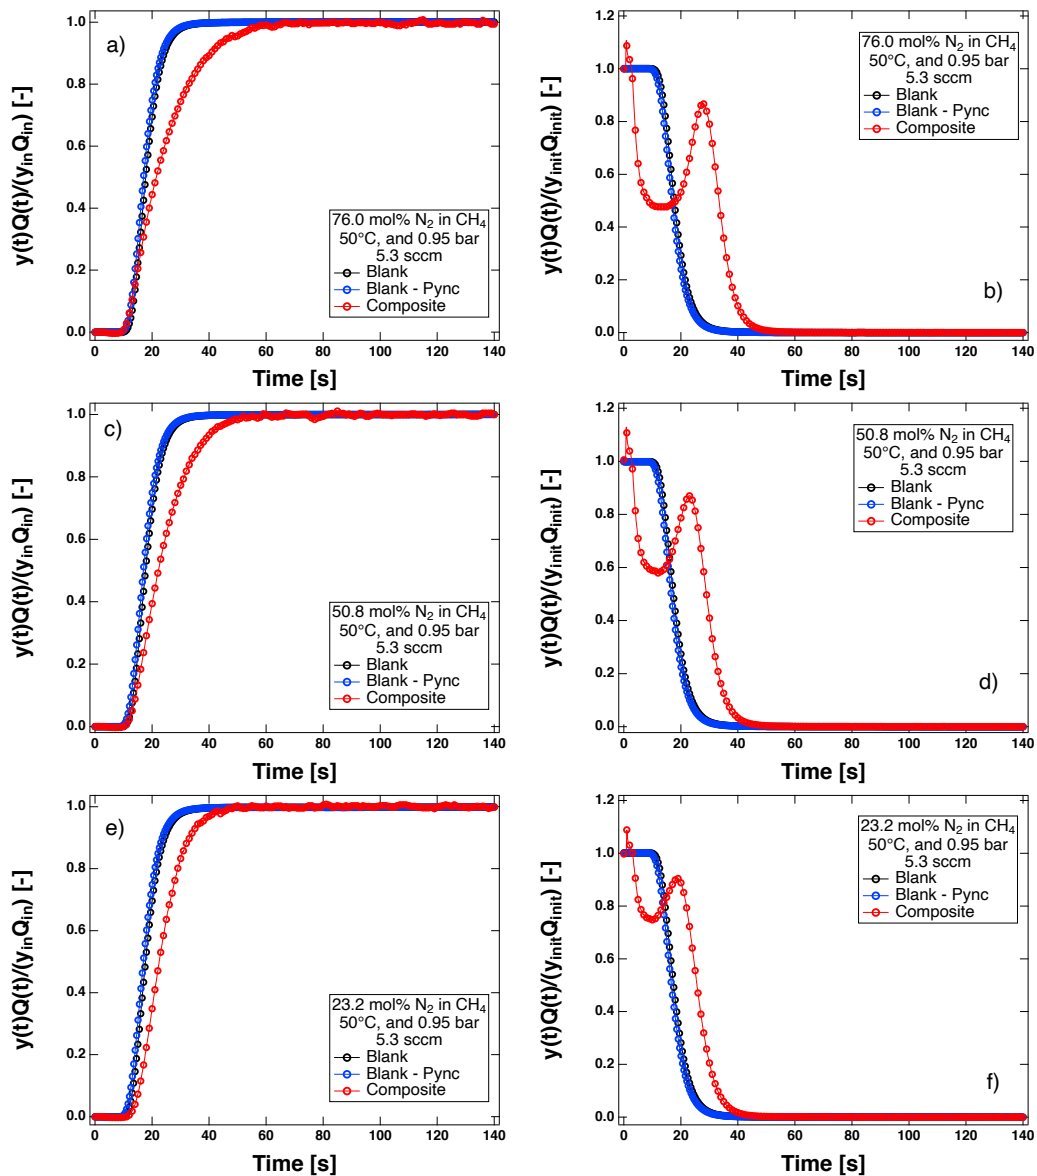 1.0
0.8
0.6
0.4
0.2
0.0
y(t)Q(t)/(y_in Q_in) [-]
a)
76.0 mol% N₂ in CH₄
50°C, and 0.95 bar
5.3 sccm
Blank
Blank - Pync
Composite
0 20 40 60 80 100 120 140
Time [s]
1.2
1.0
0.8
0.6
0.4
0.2
0.0
y(t)Q(t)/(y_init Q_init) [-]
76.0 mol% N₂ in CH₄
50°C, and 0.95 bar
5.3 sccm
Blank
Blank - Pync
Composite
b)
0 20 40 60 80 100 120 140
Time [s]
1.0
0.8
0.6
0.4
0.2
0.0
y(t)Q(t)/(y_in Q_in) [-]
c)
50.8 mol% N₂ in CH₄
50°C, and 0.95 bar
5.3 sccm
Blank
Blank - Pync
Composite
0 20 40 60 80 100 120 140
Time [s]
1.2
1.0
0.8
0.6
0.4
0.2
0.0
y(t)Q(t)/(y_init Q_init) [-]
50.8 mol% N₂ in CH₄
50°C, and 0.95 bar
5.3 sccm
Blank
Blank - Pync
Composite
d)
0 20 40 60 80 100 120 140
Time [s]
1.0
0.8
0.6
0.4
0.2
0.0
y(t)Q(t)/(y_in Q_in) [-]
e)
23.2 mol% N₂ in CH₄
50°C, and 0.95 bar
5.3 sccm
Blank
Blank - Pync
Composite
0 20 40 60 80 100 120 140
Time [s]
1.2
1.0
0.8
0.6
0.4
0.2
0.0
y(t)Q(t)/(y_init Q_init) [-]
23.2 mol% N₂ in CH₄
50°C, and 0.95 bar
5.3 sccm
Blank
Blank - Pync
Composite
f)
0 20 40 60 80 100 120 140
Time [s]